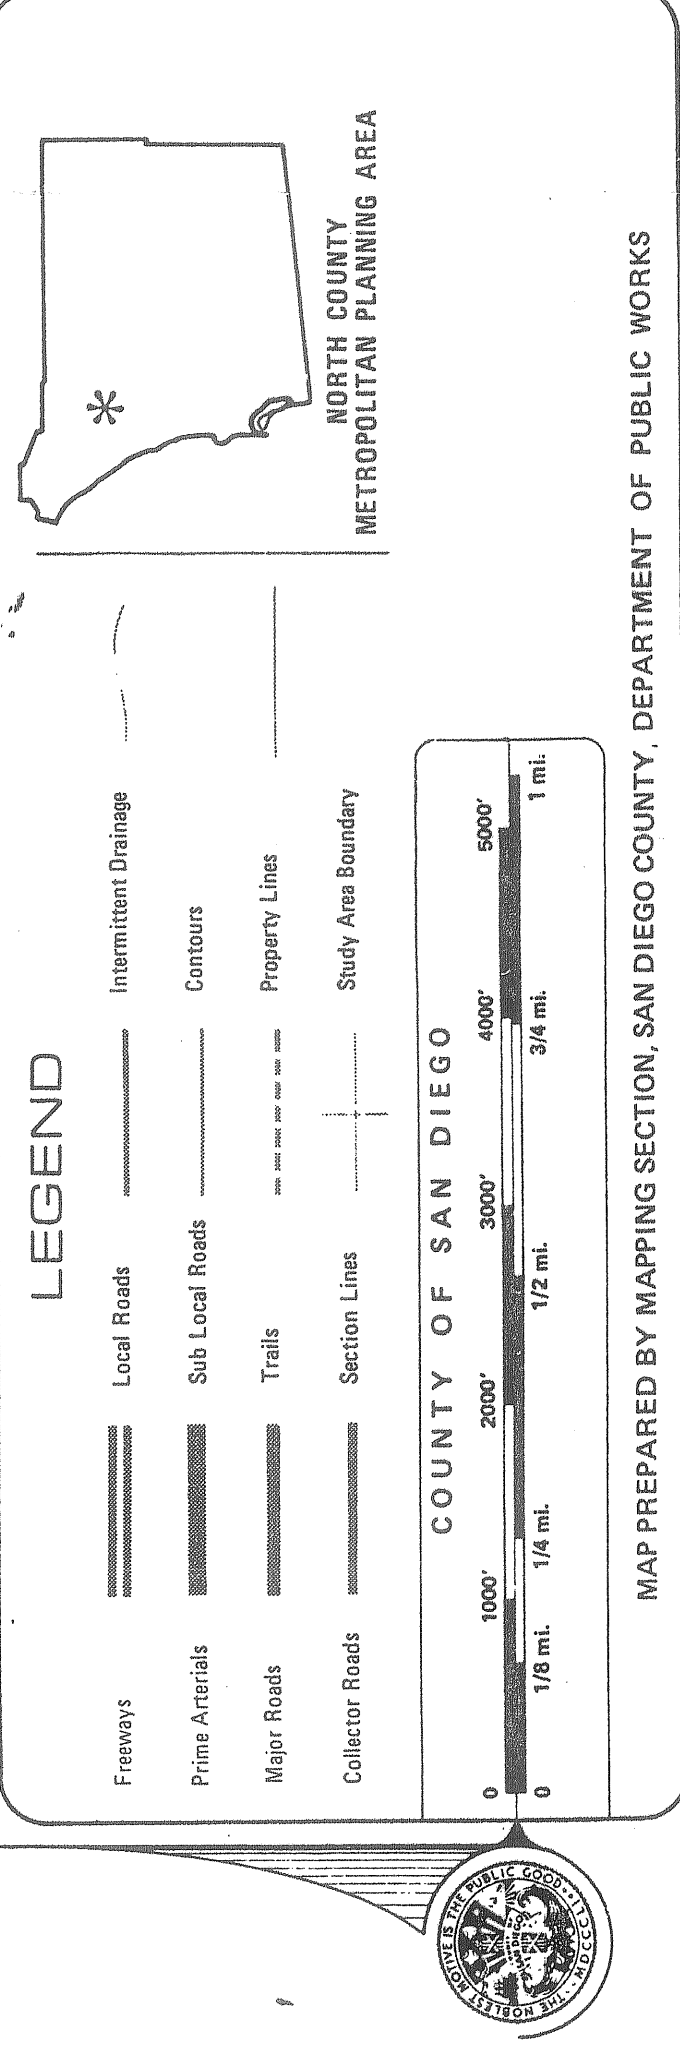 LEGEND
Freeways
Prime Arterials
Major Roads
Collector Roads
Local Roads
Sub Local Roads
Trails
Section Lines
Intermittent Drainage
Contours
Property Lines
Study Area Boundary
NORTH COUNTY
METROPOLITAN PLANNING AREA
COUNTY OF SAN DIEGO
0 1000' 2000' 3000' 4000' 5000'
0 1/8 mi. 1/4 mi. 1/2 mi. 3/4 mi. 1 mi.
MAP PREPARED BY MAPPING SECTION, SAN DIEGO COUNTY, DEPARTMENT OF PUBLIC WORKS
THE NOBLEST MOTIVE IS THE PUBLIC GOOD
SAN DIEGO